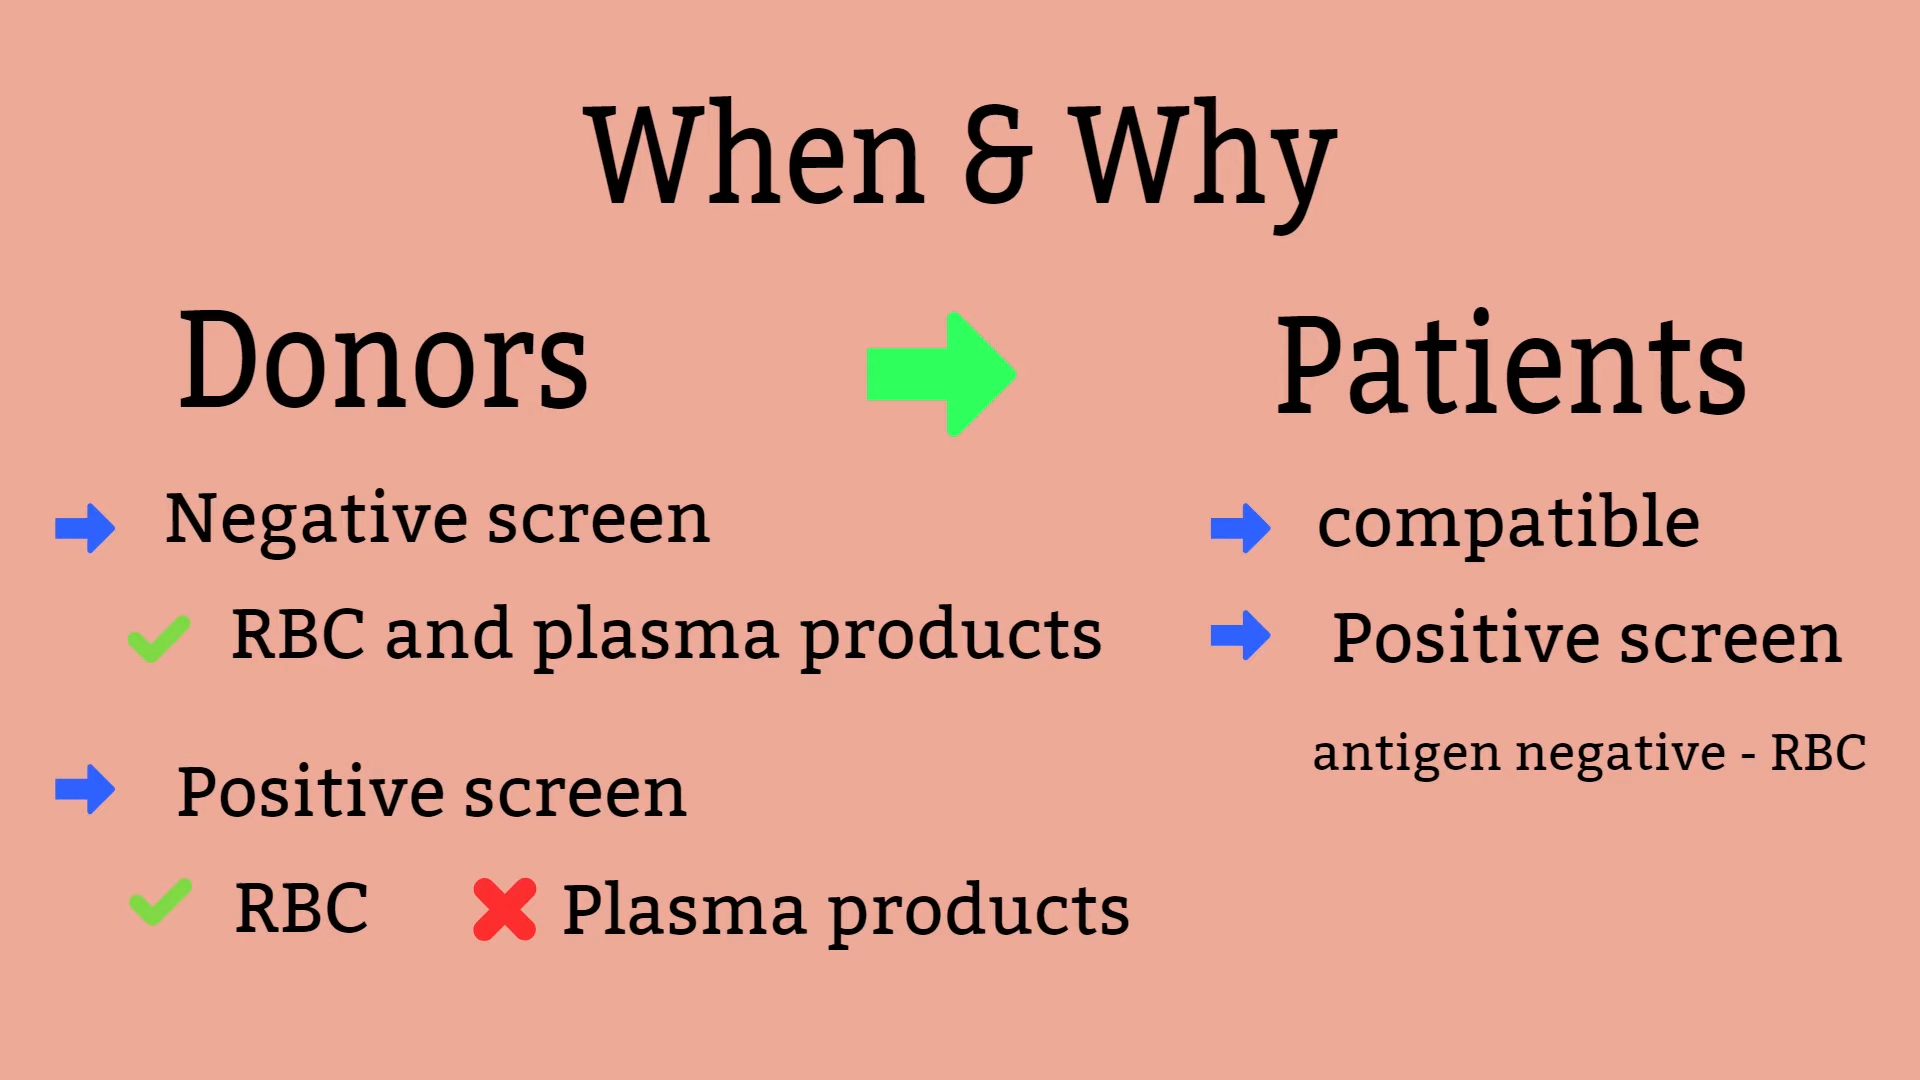 When & Why
Donors
Negative screen
RBC and plasma products
Positive screen
RBC
Plasma products
Patients
compatible
Positive screen
antigen negative - RBC